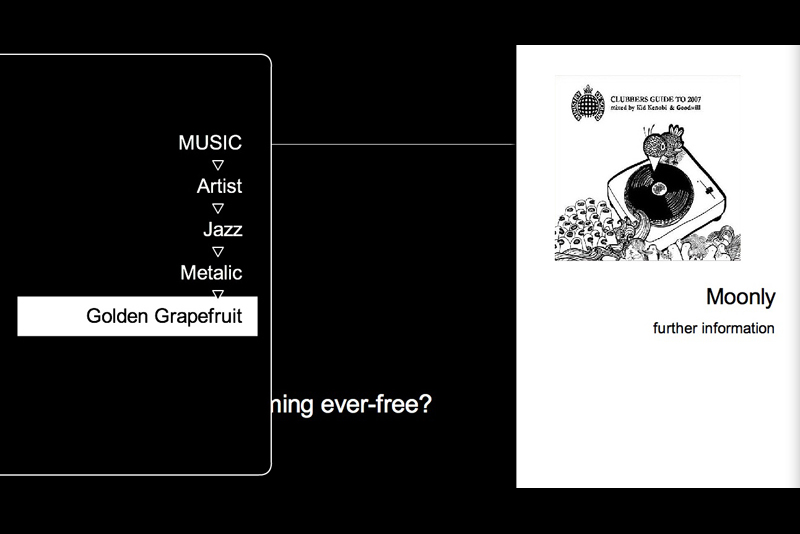 MUSIC
Artist
Jazz
Metalic
Golden Grapefruit
ming ever-free?
CLUBBERS GUIDE TO 2007
mixed by Kid Kenobi & Goodwill
Moonly
further information